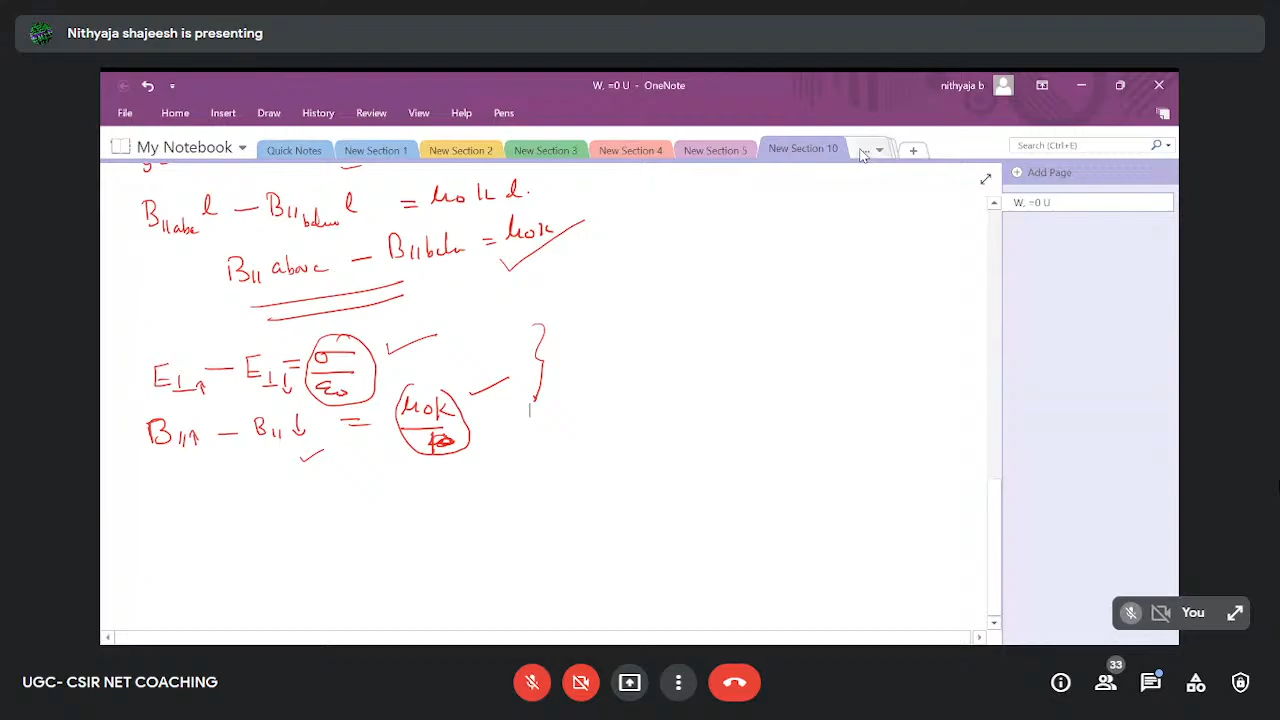 Nithyaja shajeesh is presenting
W, =0 U - OneNote
nithyaja b
File Home Insert Draw History Review View Help Pens
My Notebook Quick Notes New Section 1 New Section 2 New Section 3 New Section 4 New Section 5 New Section 10 Search (Ctrl+E)
Add Page
W, =0 U
B|| above l − B|| below l = μ0 K l.
B|| above − B|| below = μ0K
E⊥↑ − E⊥↓ = σ/ε0
B||↑ − B||↓ = μ0K
You
UGC- CSIR NET COACHING
33